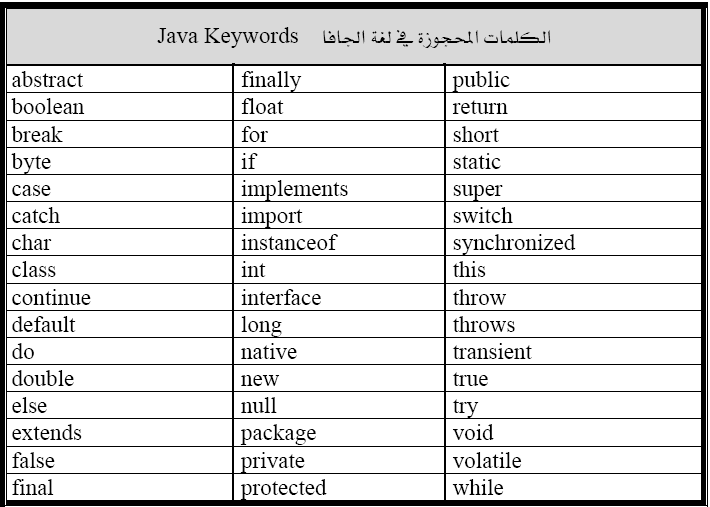 Java Keywords الكلمات المحجوزة في لغة الجافا
abstract finally public
boolean float return
break for short
byte if static
case implements super
catch import switch
char instanceof synchronized
class int this
continue interface throw
default long throws
do native transient
double new true
else null try
extends package void
false private volatile
final protected while